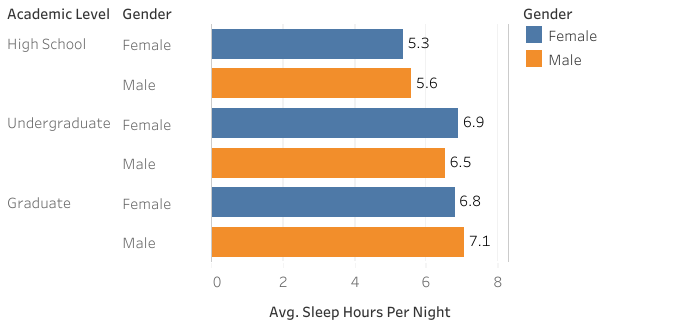 Academic Level Gender
High School Female 5.3
Male 5.6
Undergraduate Female 6.9
Male 6.5
Graduate Female 6.8
Male 7.1
0 2 4 6 8
Avg. Sleep Hours Per Night
Gender
Female
Male